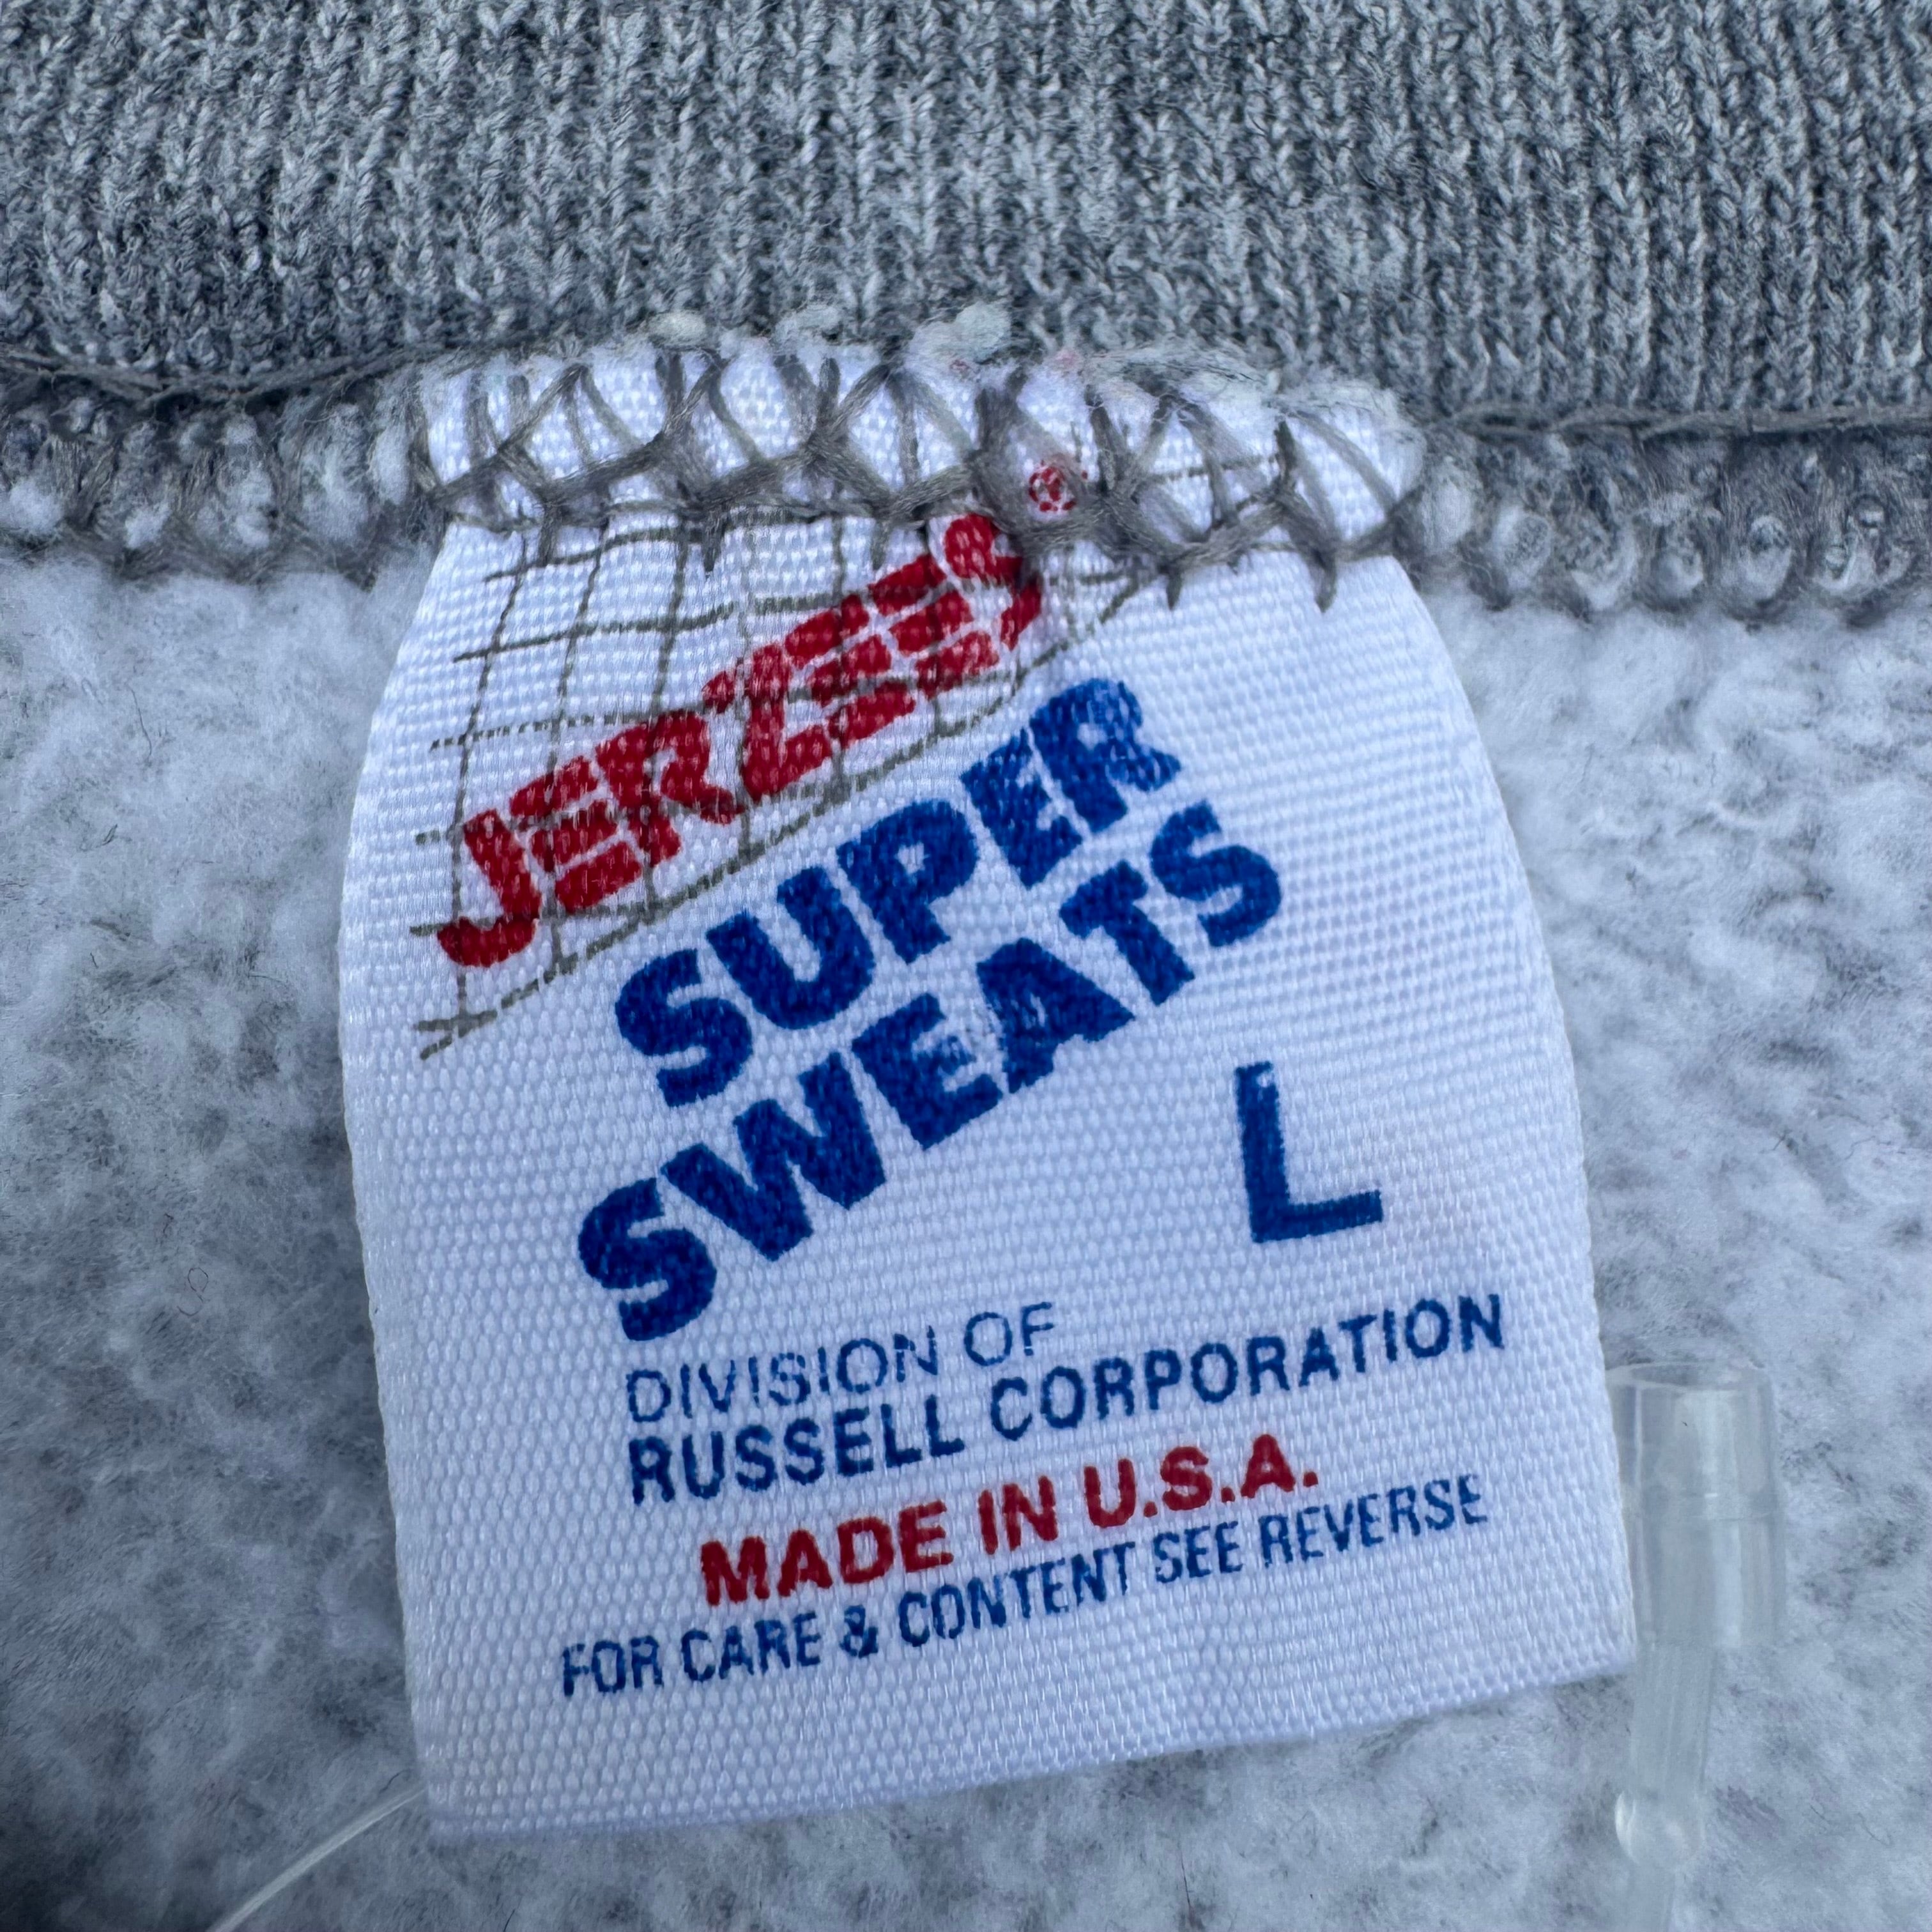 JERZEES®
SUPER
SWEATS
L
DIVISION OF
RUSSELL CORPORATION
MADE IN U.S.A.
FOR CARE & CONTENT SEE REVERSE